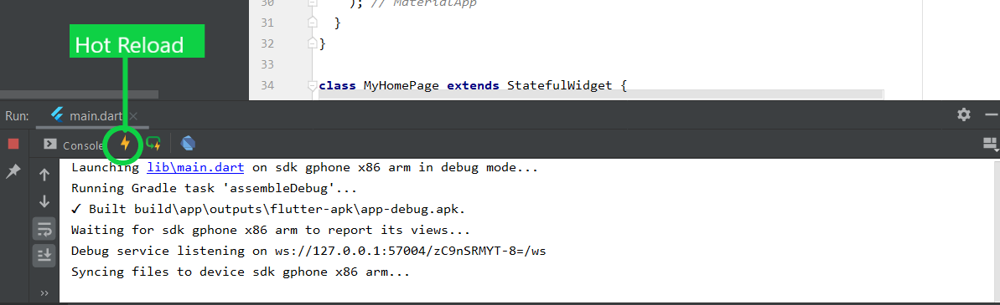 30 ); // MaterialApp
Hot Reload
31 }
32 }
33
34 class MyHomePage extends StatefulWidget {
Run: main.dart
Console
Launching lib\main.dart on sdk gphone x86 arm in debug mode...
Running Gradle task 'assembleDebug'...
✓ Built build\app\outputs\flutter-apk\app-debug.apk.
Waiting for sdk gphone x86 arm to report its views...
Debug service listening on ws://127.0.0.1:57004/zC9nSRMYT-8=/ws
Syncing files to device sdk gphone x86 arm...